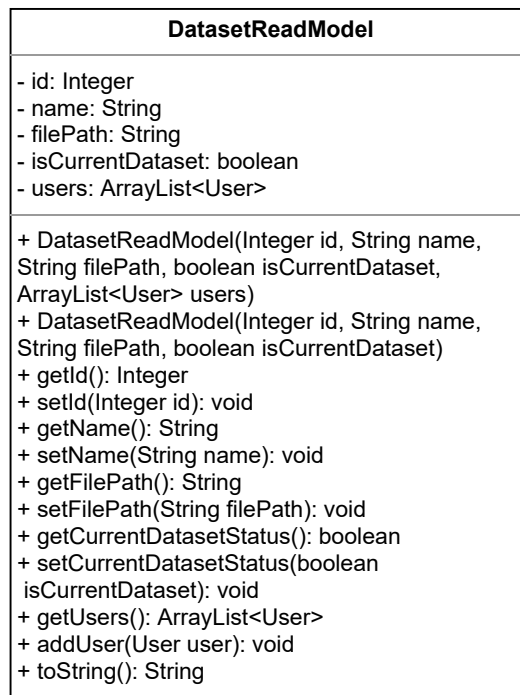 DatasetReadModel
- id: Integer
- name: String
- filePath: String
- isCurrentDataset: boolean
- users: ArrayList<User>
+ DatasetReadModel(Integer id, String name,
String filePath, boolean isCurrentDataset,
ArrayList<User> users)
+ DatasetReadModel(Integer id, String name,
String filePath, boolean isCurrentDataset)
+ getId(): Integer
+ setId(Integer id): void
+ getName(): String
+ setName(String name): void
+ getFilePath(): String
+ setFilePath(String filePath): void
+ getCurrentDatasetStatus(): boolean
+ setCurrentDatasetStatus(boolean
isCurrentDataset): void
+ getUsers(): ArrayList<User>
+ addUser(User user): void
+ toString(): String